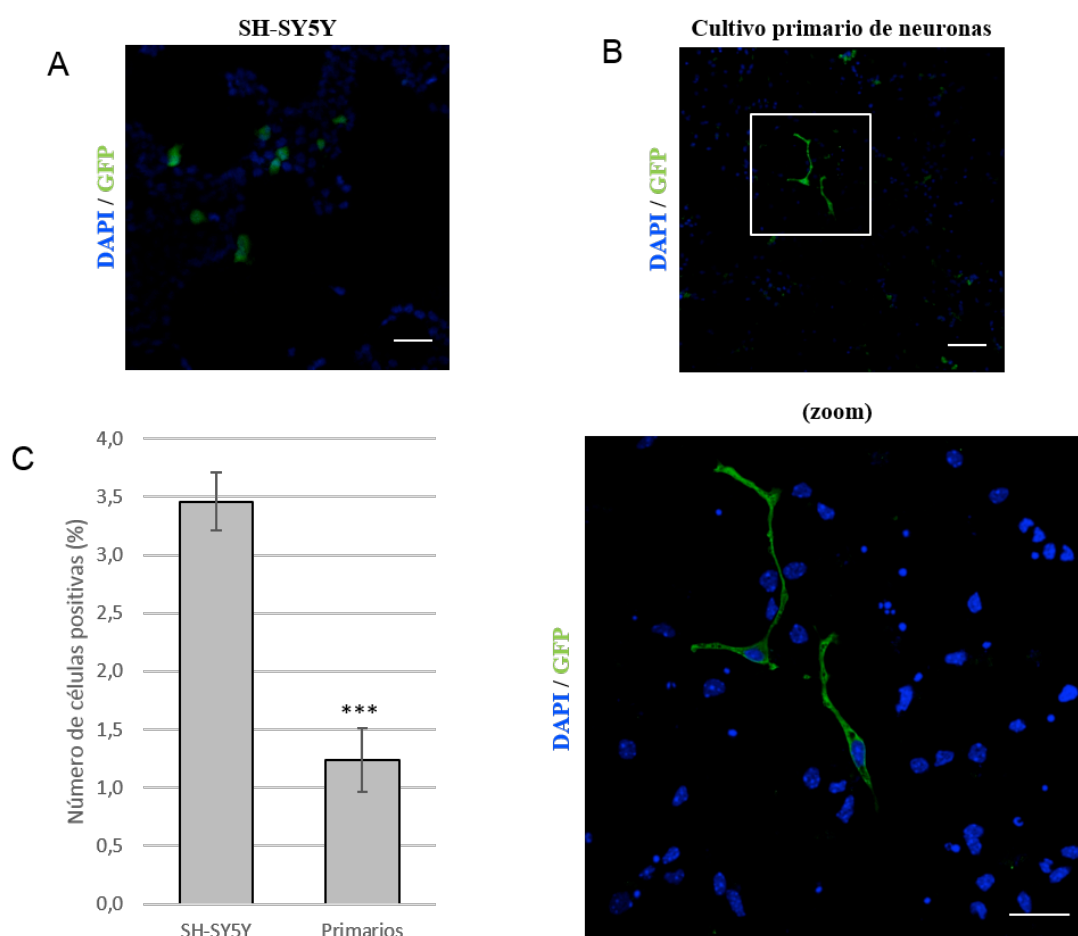 SH-SY5Y
A
DAPI / GFP
Cultivo primario de neuronas
B
DAPI / GFP
(zoom)
DAPI / GFP
C
Número de células positivas (%)
4,0
3,5
3,0
2,5
2,0
1,5
1,0
0,5
0,0
***
SH-SY5Y
Primarios